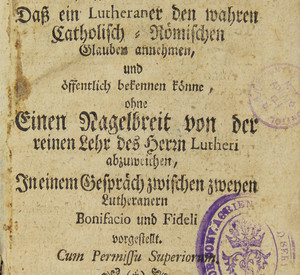 Daß ein Lutheraner den wahren
Catholisch-Römischen
Glauben annehmen,
und
öffentlich bekennen könne,
ohne
Einen Nagelbreit von der
reinen Lehr des Herrn Lutheri
abzuweichen,
In einem Gespräch zwischen zweyen
Lutheranern
Bonifacio und Fideli
vorgestellt.
Cum Permissu Superiorum.